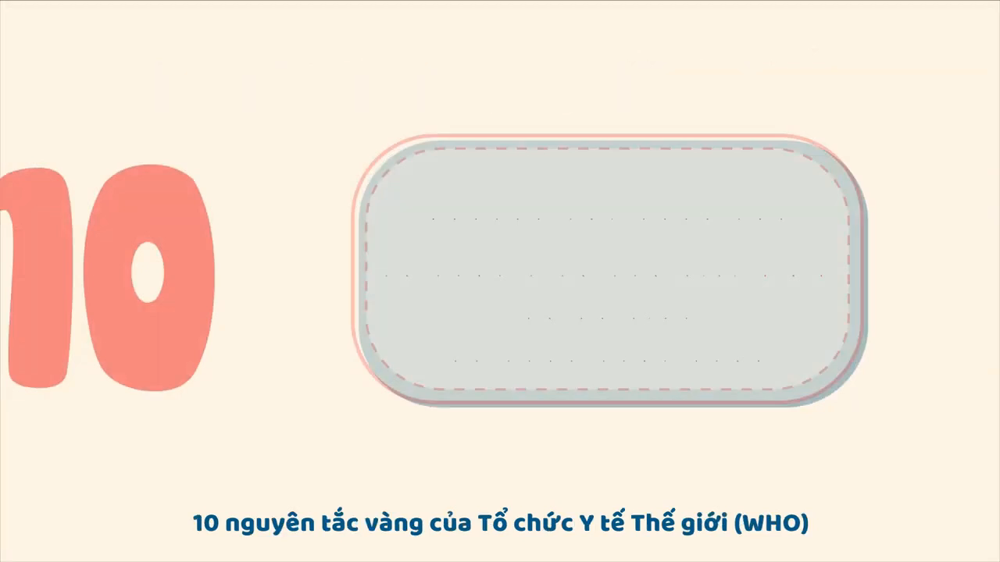 10
10 nguyên tắc vàng của Tổ chức Y tế Thế giới (WHO)